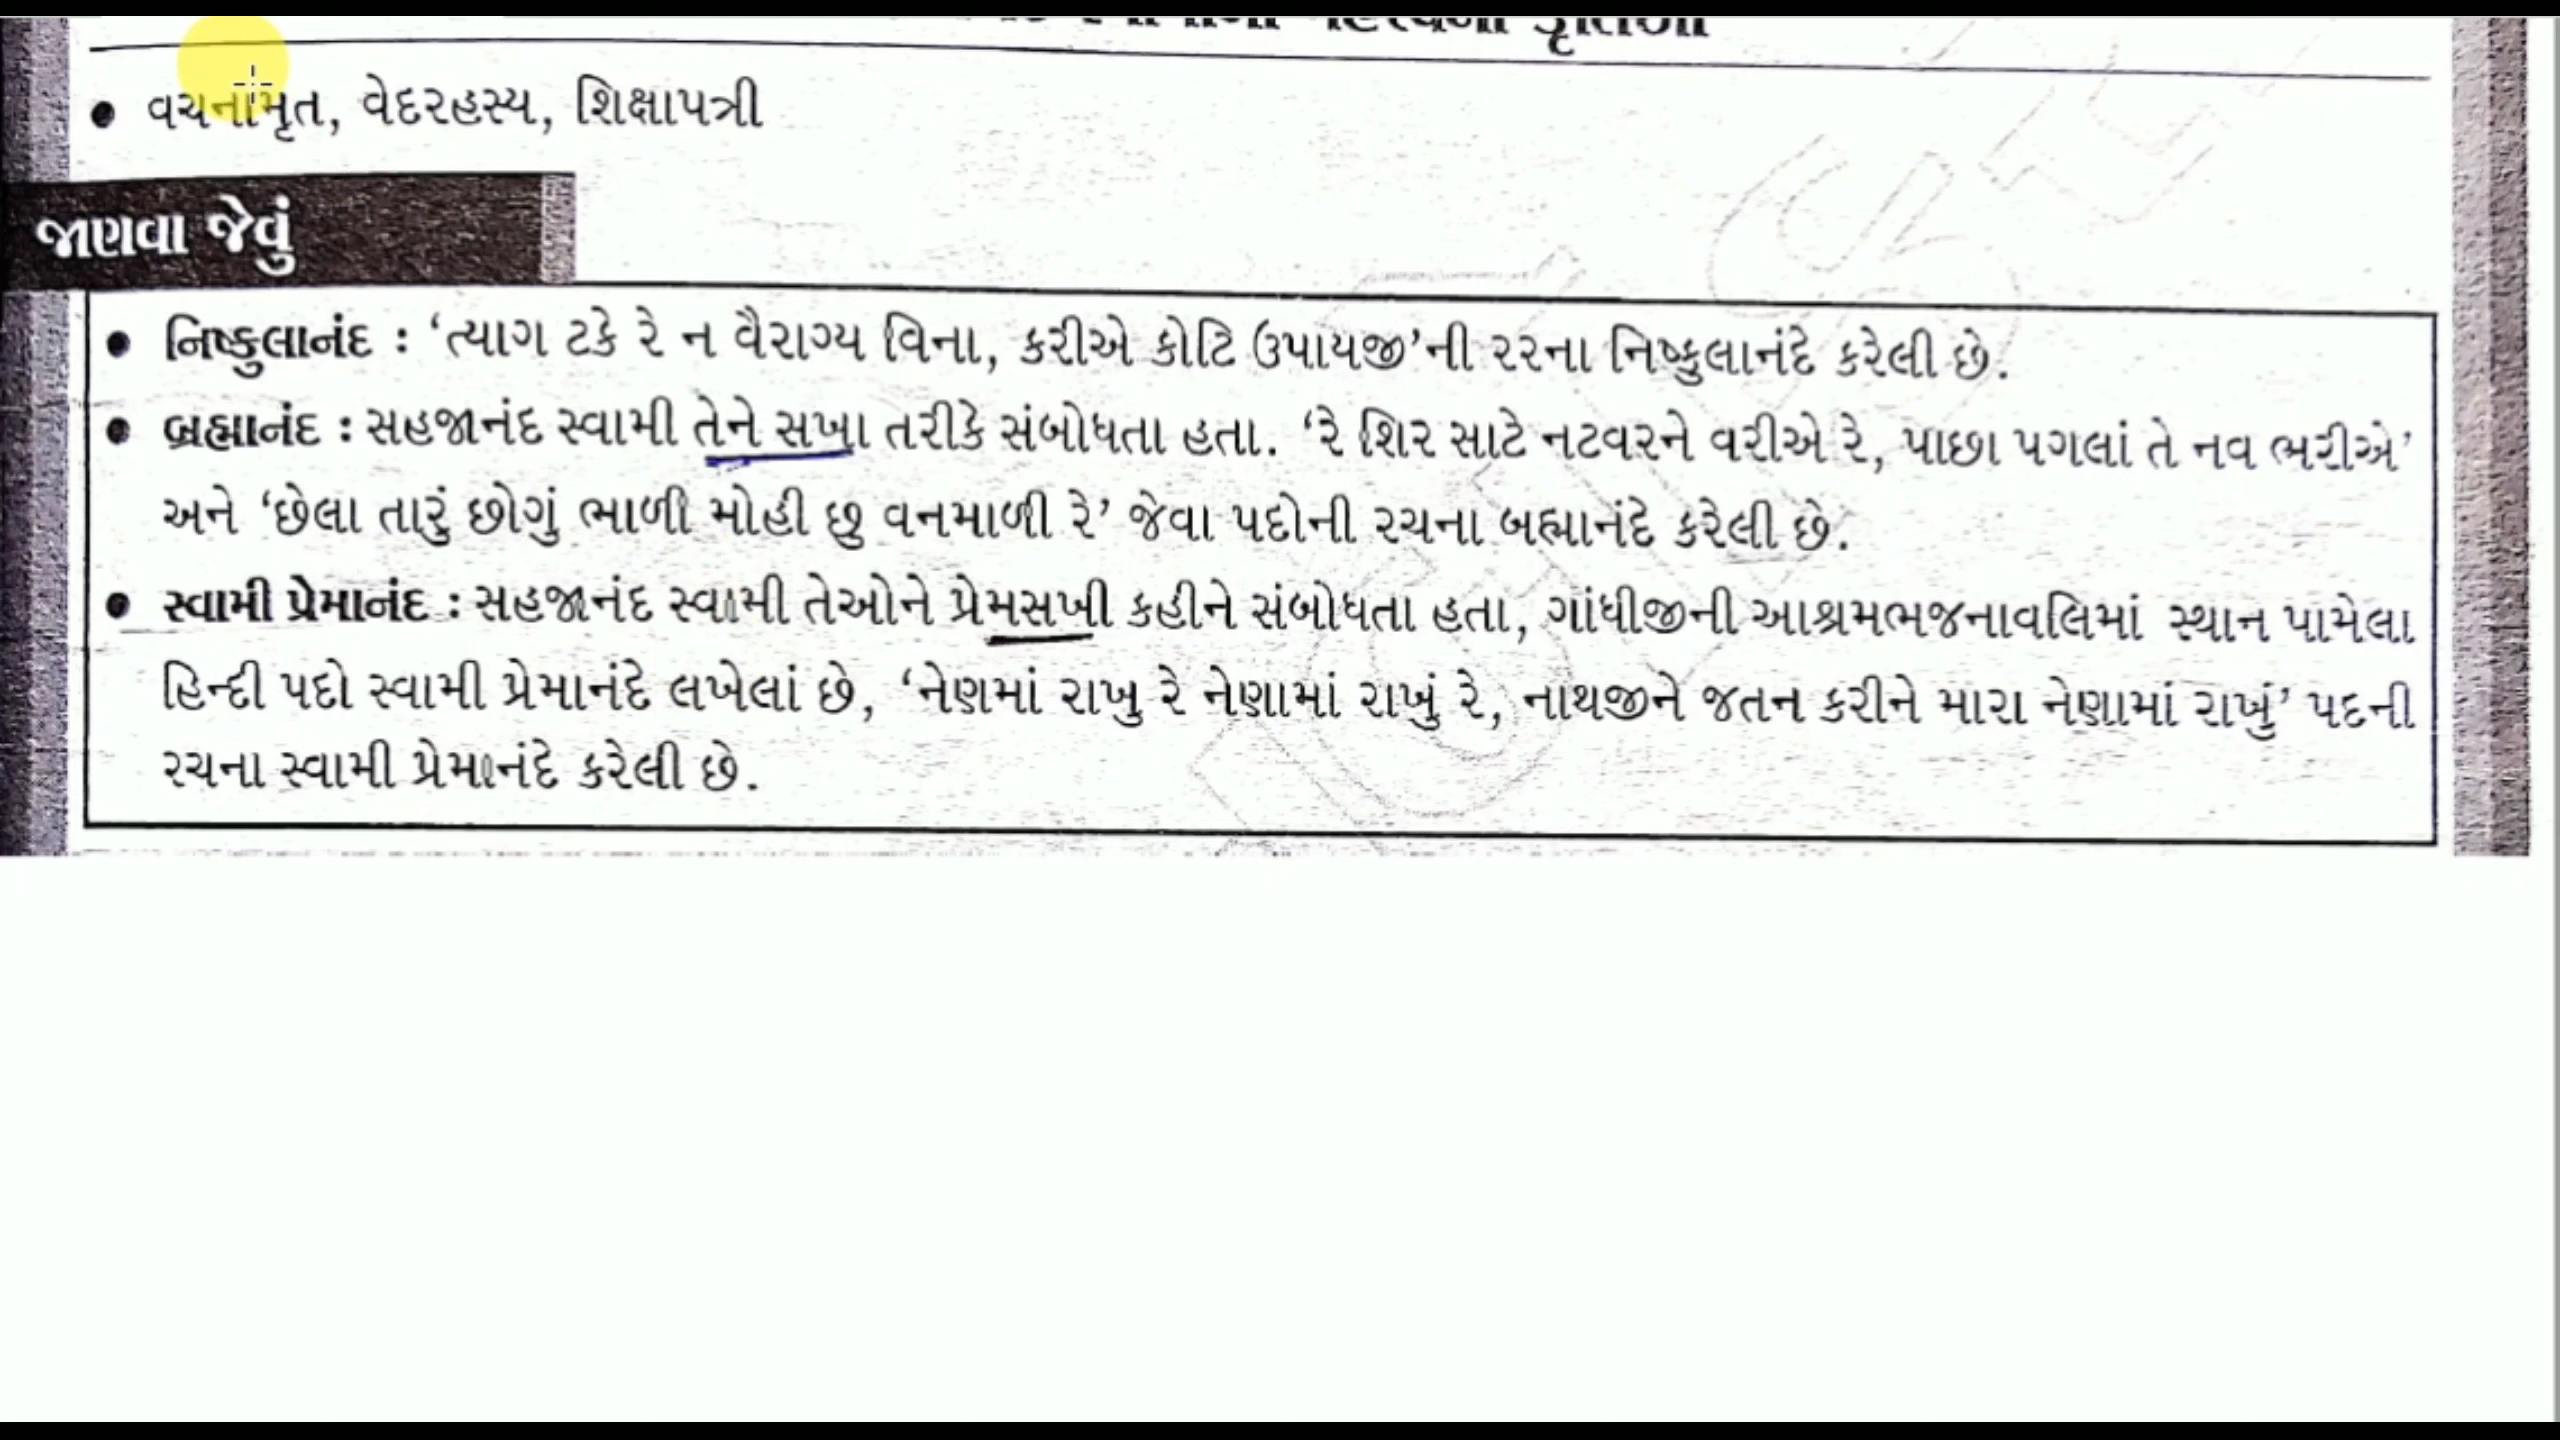 કૃતિઓ
• વચનામૃત, વેદરહસ્ય, શિક્ષાપત્રી
જાણવા જેવું
• નિષ્કુલાનંદ : ‘ત્યાગ ટકે રે ન વૈરાગ્ય વિના, કરીએ કોટિ ઉપાયજી’ની રરના નિષ્કુલાનંદે કરેલી છે.
• બ્રહ્માનંદ : સહજાનંદ સ્વામી તેને સખા તરીકે સંબોધતા હતા. ‘રે શિર સાટે નટવરને વરીએ રે, પાછા પગલાં તે નવ ભરીએ’
અને ‘છેલા તારું છોગું ભાળી મોહી છુ વનમાળી રે’ જેવા પદોની રચના બહ્માનંદે કરેલી છે.
• સ્વામી પ્રેમાનંદ : સહજાનંદ સ્વામી તેઓને પ્રેમસખી કહીને સંબોધતા હતા, ગાંધીજીની આશ્રમભજનાવલિમાં સ્થાન પામેલા
હિન્દી પદો સ્વામી પ્રેમાનંદે લખેલાં છે, ‘નેણમાં રાખુ રે નેણામાં રાખું રે, નાથજીને જતન કરીને મારા નેણામાં રાખું’ પદની
રચના સ્વામી પ્રેમાનંદે કરેલી છે.